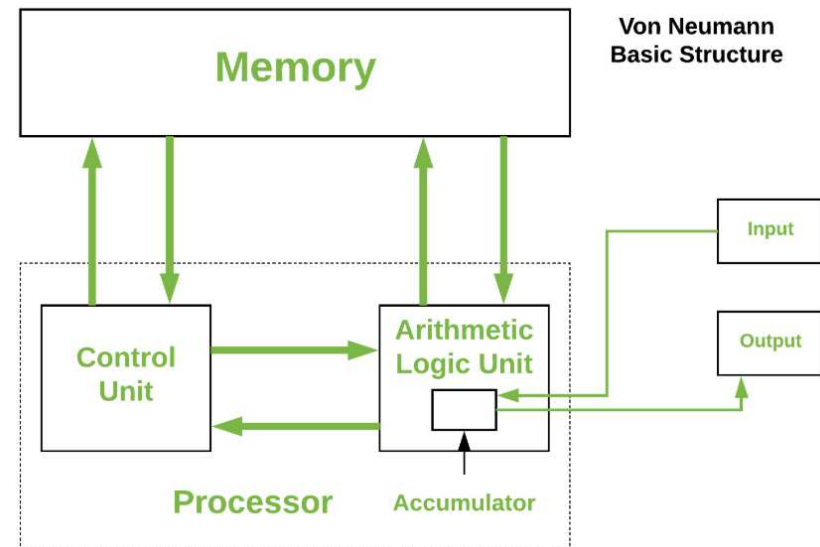 Memory
Von Neumann
Basic Structure
Input
Control
Unit
Arithmetic
Logic Unit
Output
Processor
Accumulator